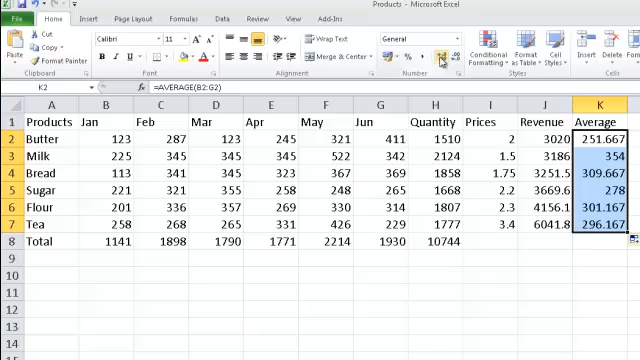 Products - Microsoft Excel
File Home Insert Page Layout Formulas Data Review View Add-Ins
Cut
Copy
Format Painter
Paste
Clipboard
Calibri 11
B I U
Font
Wrap Text
Merge & Center
Alignment
General
%
Number
Conditional Formatting
Format as Table
Cell Styles
Styles
Insert Delete Format
Cells
K2 =AVERAGE(B2:G2)
A B C D E F G H I J K
1 Products Jan Feb Mar Apr May Jun Quantity Prices Revenue Average
2 Butter 123 287 123 245 321 411 1510 2 3020 251.667
3 Milk 225 345 345 345 522 342 2124 1.5 3186 354
4 Bread 113 344 345 323 367 369 1858 1.75 3251.5 309.667
5 Sugar 221 321 355 258 248 265 1668 2.2 3669.6 278
6 Flour 201 336 357 269 330 314 1807 2.3 4156.1 301.167
7 Tea 258 268 265 331 426 229 1777 3.4 6041.8 296.167
8 Total 1141 1898 1790 1771 2214 1930 10744
9
10
11
12
13
14